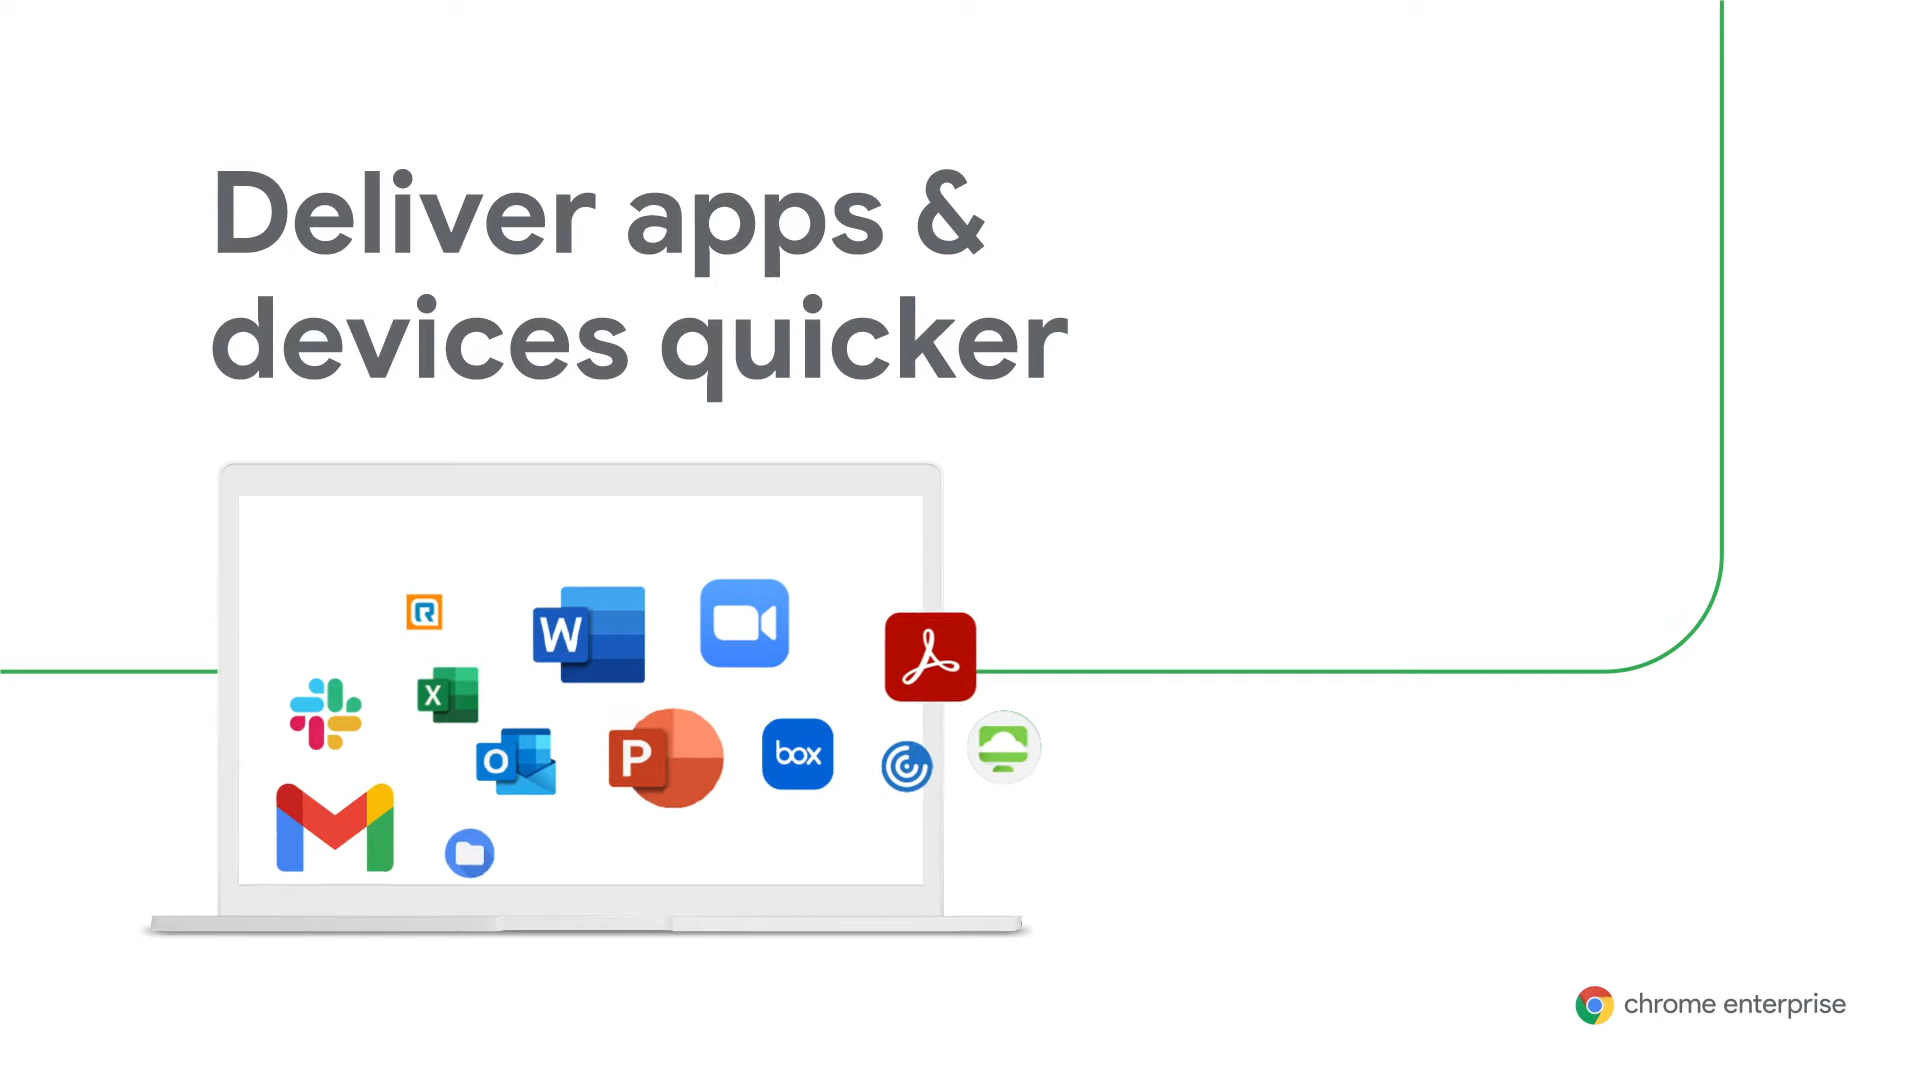 Deliver apps &
devices quicker
R
W
X
O
P
box
chrome enterprise